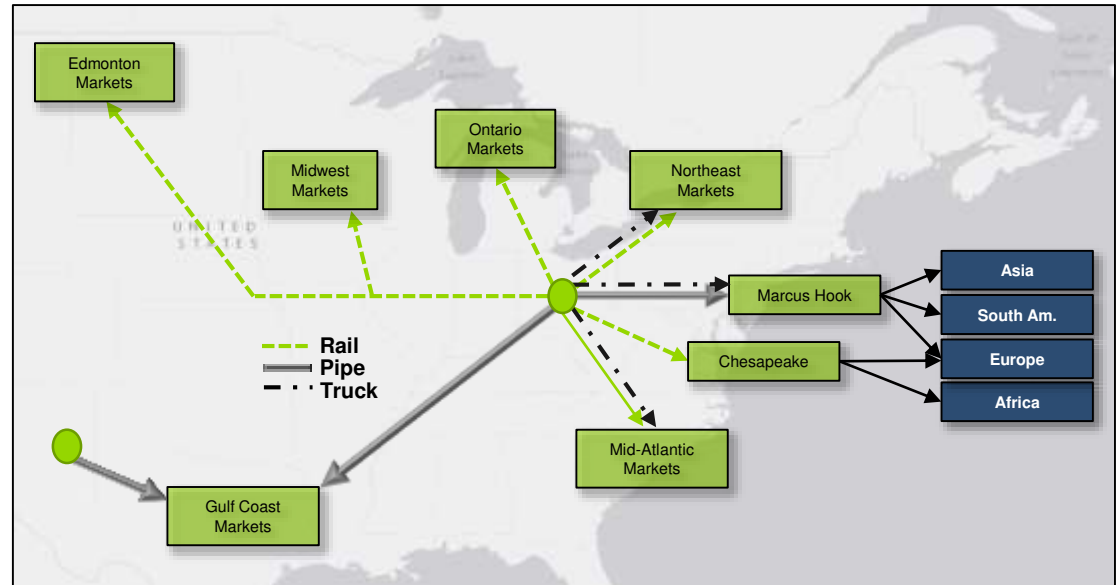 Edmonton
Markets
Ontario
Markets
Midwest
Markets
Northeast
Markets
UNITED
STATES
Asia
Marcus Hook
South Am.
Rail
Pipe
Truck
Chesapeake
Europe
Africa
Mid-Atlantic
Markets
Gulf Coast
Markets